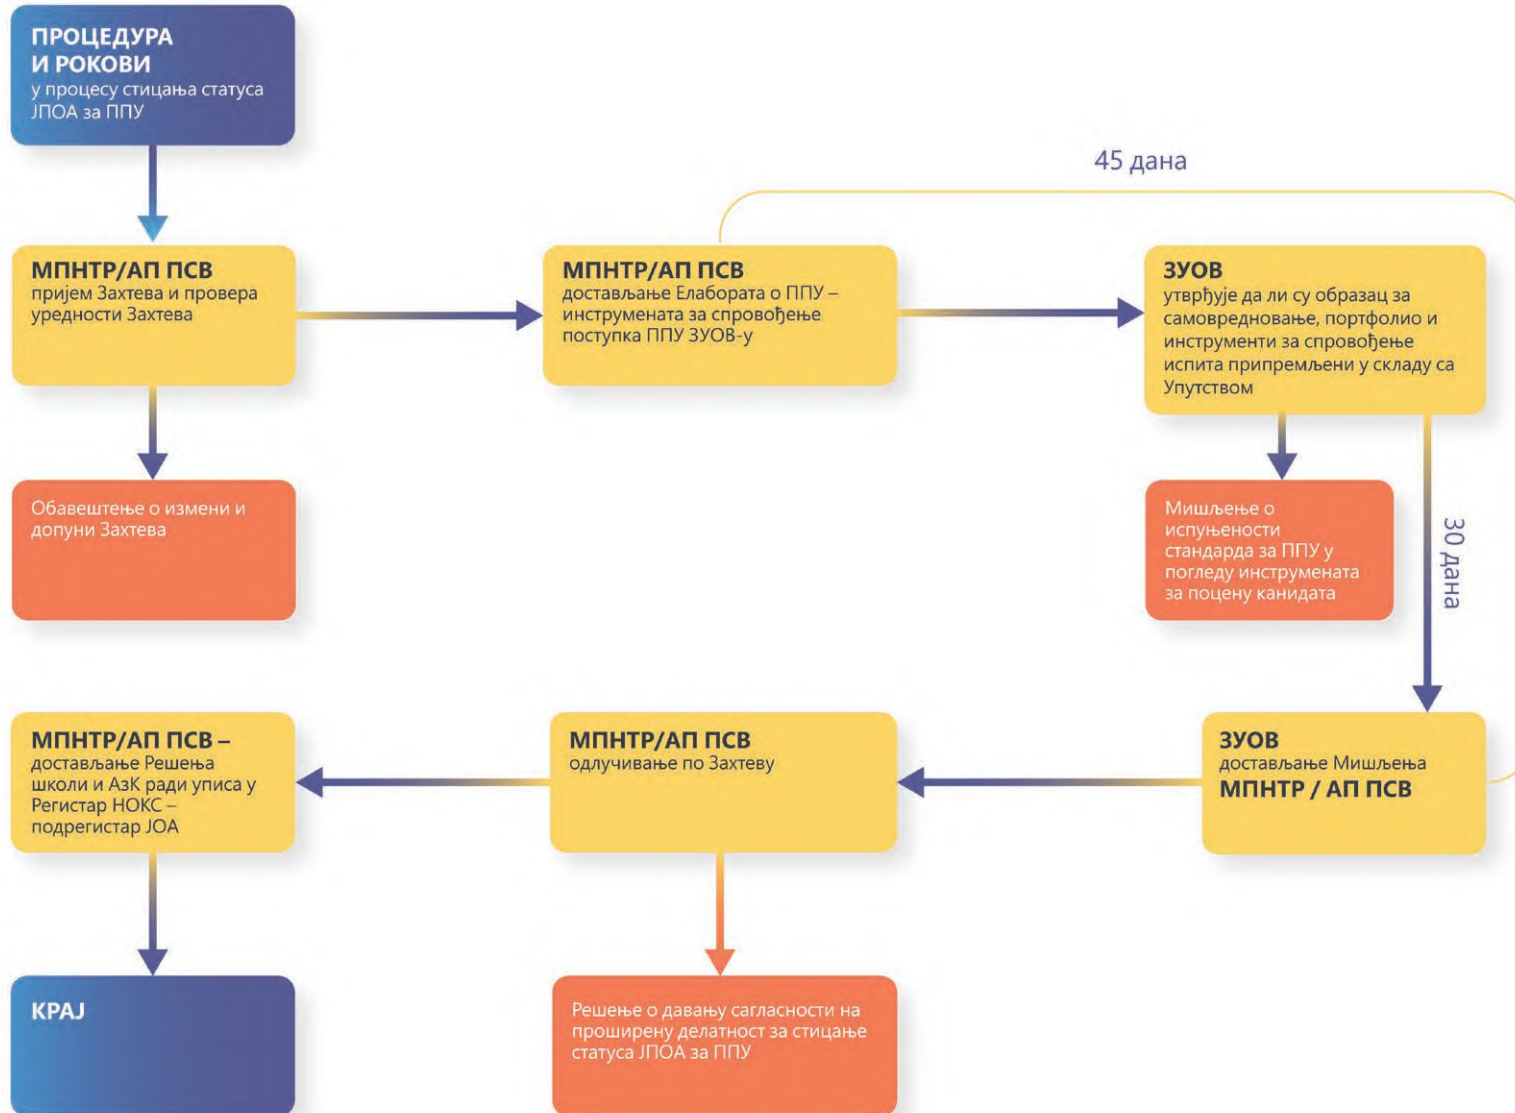 ПРОЦЕДУРА
И РОКОВИ
у процесу стицања статуса
ЈПОА за ППУ
45 дана
МПНТР/АП ПСВ
пријем Захтева и провера
уредности Захтева
МПНТР/АП ПСВ
достављање Елабората о ППУ –
инструмената за спровођење
поступка ППУ ЗУОВ-у
ЗУОВ
утврђује да ли су образац за
самовредновање, портфолио и
инструменти за спровођење
испита припремљени у складу са
Упутством
Обавештење о измени и
допуни Захтева
Мишљење о
испуњености
стандарда за ППУ у
погледу инструмената
за поцену канидата
30 дана
МПНТР/АП ПСВ –
достављање Решења
школи и АзК ради уписа у
Регистар НОКС –
подрегистар ЈОА
МПНТР/АП ПСВ
одлучивање по Захтеву
ЗУОВ
достављање Мишљења
МПНТР / АП ПСВ
КРАЈ
Решење о давању сагласности на
проширену делатност за стицање
статуса ЈПОА за ППУ